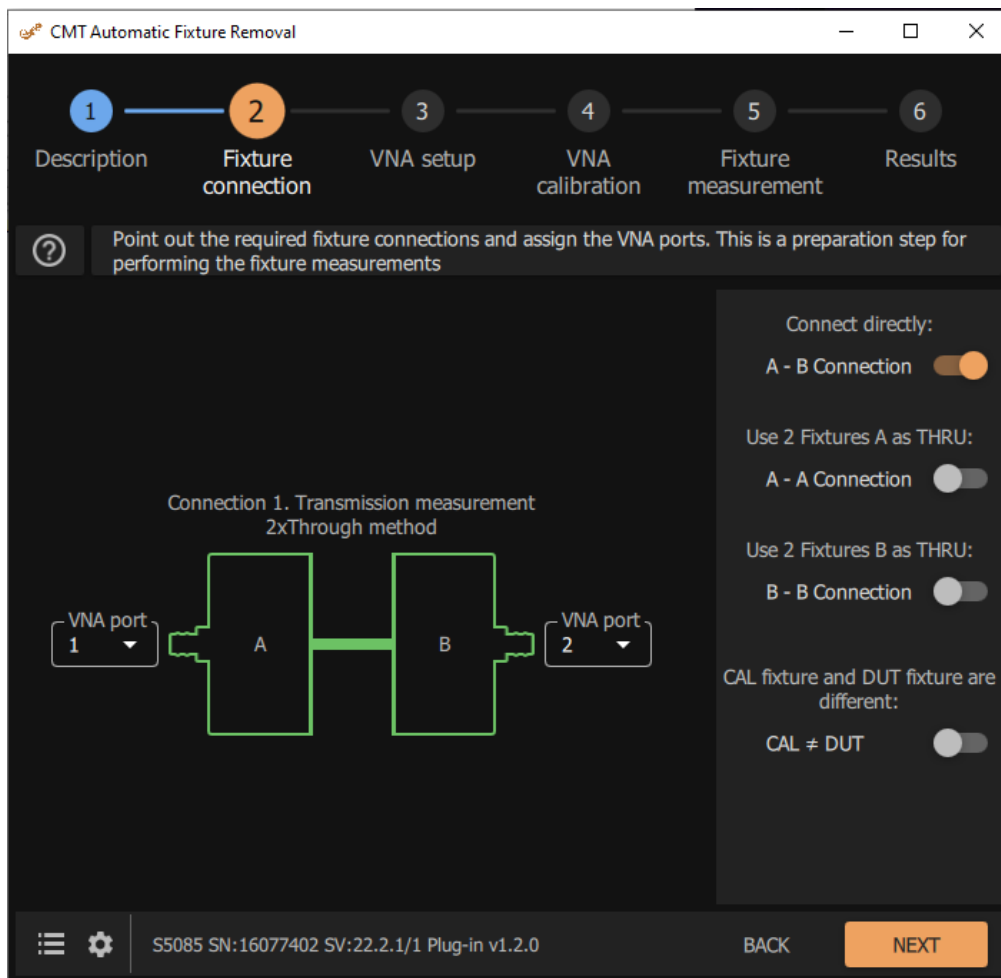 CMT Automatic Fixture Removal
1
2
3
4
5
6
Description
Fixture
connection
VNA setup
VNA
calibration
Fixture
measurement
Results
Point out the required fixture connections and assign the VNA ports. This is a preparation step for
performing the fixture measurements
Connection 1. Transmission measurement
2xThrough method
VNA port
1
A
B
VNA port
2
Connect directly:
A - B Connection
Use 2 Fixtures A as THRU:
A - A Connection
Use 2 Fixtures B as THRU:
B - B Connection
CAL fixture and DUT fixture are
different:
CAL ≠ DUT
S5085 SN:16077402 SV:22.2.1/1 Plug-in v1.2.0
BACK
NEXT